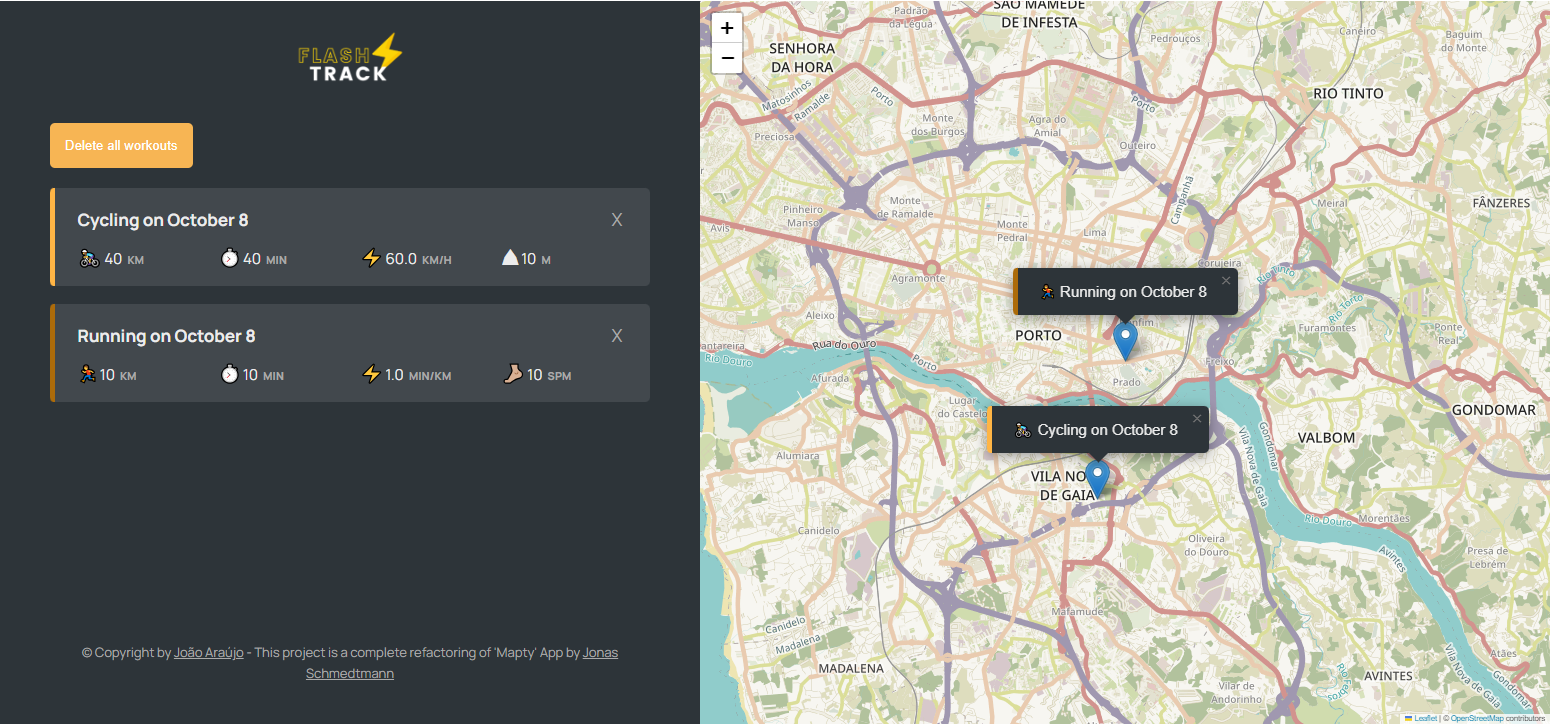 FLASH
TRACK
Delete all workouts
Cycling on October 8
X
40 KM
40 MIN
60.0 KM/H
10 M
Running on October 8
X
10 KM
10 MIN
1.0 MIN/KM
10 SPM
© Copyright by João Araújo - This project is a complete refactoring of 'Mapty' App by Jonas
Schmedtmann
+
−
SÃO MAMEDE
DE INFESTA
Padrão
da Légua
Pedrouços
Caneiro
Baguim
do Monte
SENHORA
DA HORA
Matosinhos
Ramalde
Porto
Porto
RIO TINTO
Preciosa
Monte
dos Burgos
Agra do
Amial
Outeiro
Campanhã
Pinheiro
Manso
Monte
de Ramalde
Meiral
FÂNZERES
Avis
Monte
Pedral
Lima
Corujeira
Agramonte
Rio Tinto
×
Running on October 8
Rio Torto
Aleixo
PORTO
Furamontes
Ponte
Real
Rua do Ouro
Rio Douro
Porto
Freixo
Afurada
Prado
Lugar
do Castelo
×
Cycling on October 8
GONDOMAR
VALBOM
Gondomar
Vila Nova de Gaia
Alumiara
VILA NO
DE GAIA
Canidelo
Rio Douro
Morentães
Oliveira
do Douro
Avintes
Presa de
Lebrém
Mafamude
Canidelo
Madalena
MADALENA
Atães
Vila Nova de Gaia
AVINTES
Rio Febros
Vilar de
Andorinho
Leaflet | © OpenStreetMap contributors